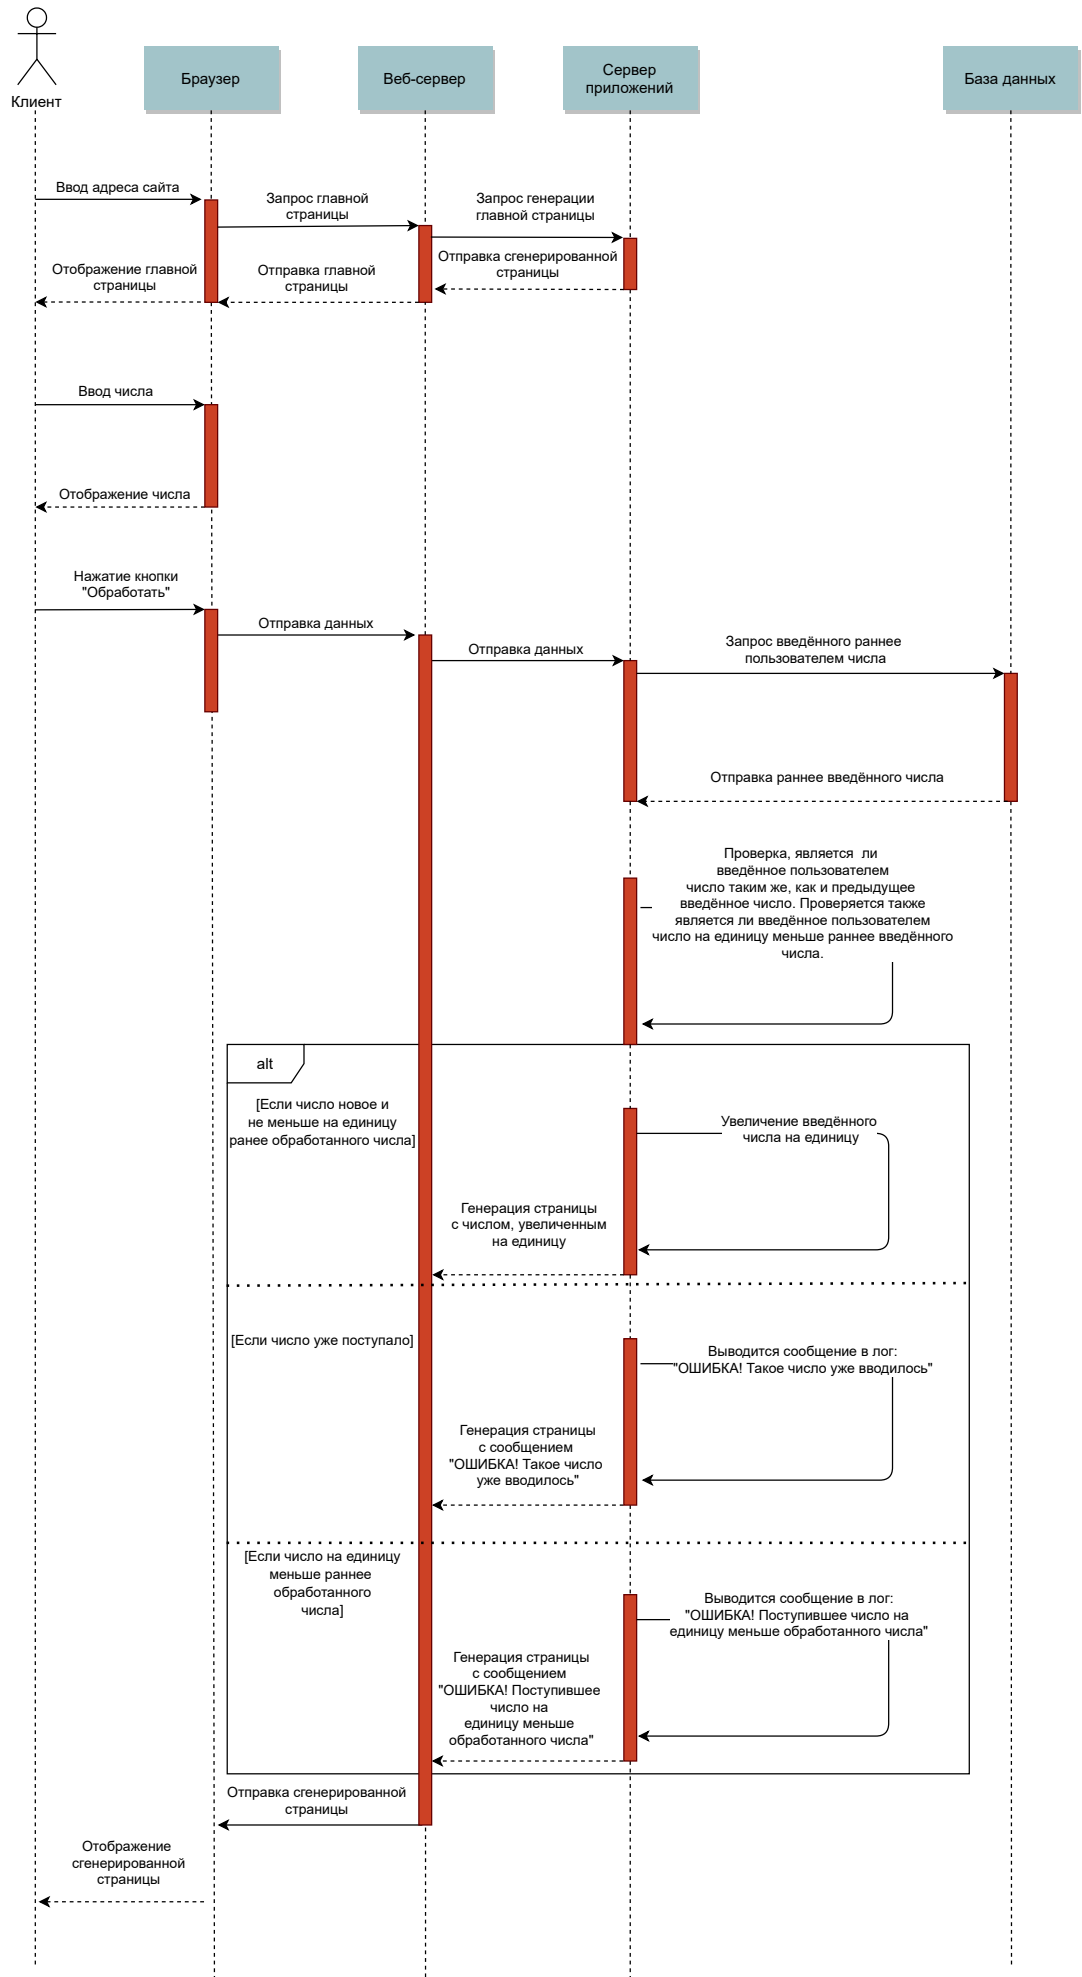 Клиент
Браузер
Веб-сервер
Сервер
приложений
База данных
Ввод адреса сайта
Запрос главной
страницы
Запрос генерации
главной страницы
Отправка сгенерированной
страницы
Отправка главной
страницы
Отображение главной
страницы
Ввод числа
Отображение числа
Нажатие кнопки
"Обработать"
Отправка данных
Отправка данных
Запрос введённого раннее
пользователем числа
Отправка раннее введённого числа
Проверка, является  ли
введённое пользователем
число таким же, как и предыдущее
введённое число. Проверяется также
является ли введённое пользователем
число на единицу меньше раннее введённого
числа.
alt
[Если число новое и
не меньше на единицу
ранее обработанного числа]
Увеличение введённого
числа на единицу
Генерация страницы
с числом, увеличенным
на единицу
[Если число уже поступало]
Выводится сообщение в лог:
"ОШИБКА! Такое число уже вводилось"
Генерация страницы
с сообщением
"ОШИБКА! Такое число
уже вводилось"
[Если число на единицу
меньше раннее
обработанного
числа]
Выводится сообщение в лог:
"ОШИБКА! Поступившее число на
единицу меньше обработанного числа"
Генерация страницы
с сообщением
"ОШИБКА! Поступившее
число на
единицу меньше
обработанного числа"
Отправка сгенерированной
страницы
Отображение
сгенерированной
страницы